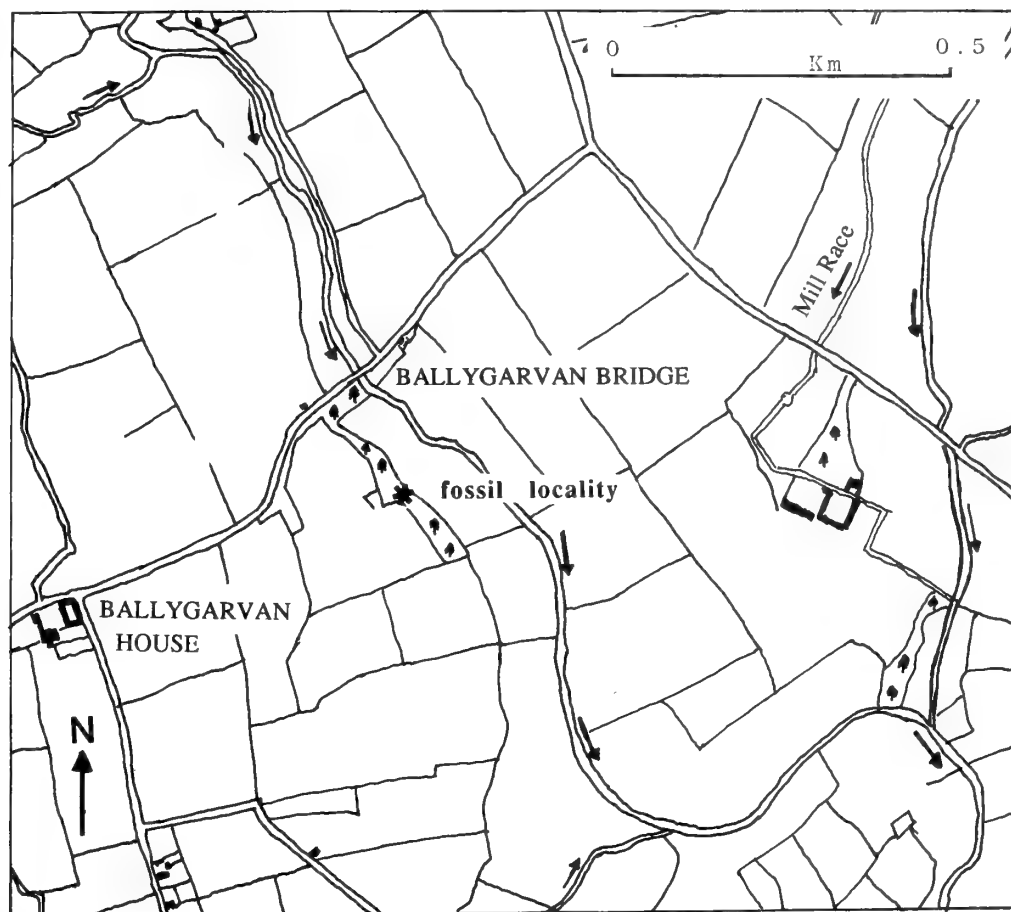 0 0.5
Km
Mill Race
BALLYGARVAN BRIDGE
fossil locality
BALLYGARVAN
HOUSE
N